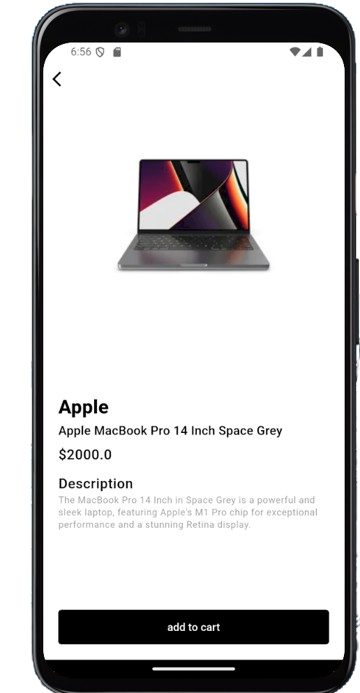 6:56
Apple
Apple MacBook Pro 14 Inch Space Grey
$2000.0
Description
The MacBook Pro 14 Inch in Space Grey is a powerful and
sleek laptop, featuring Apple's M1 Pro chip for exceptional
performance and a stunning Retina display.
add to cart